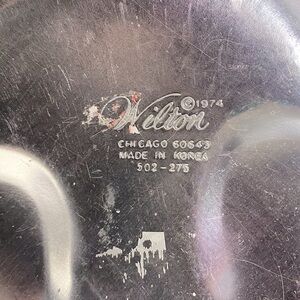 ©1974
Wilton
CHICAGO 60643
MADE IN KOREA
502-275